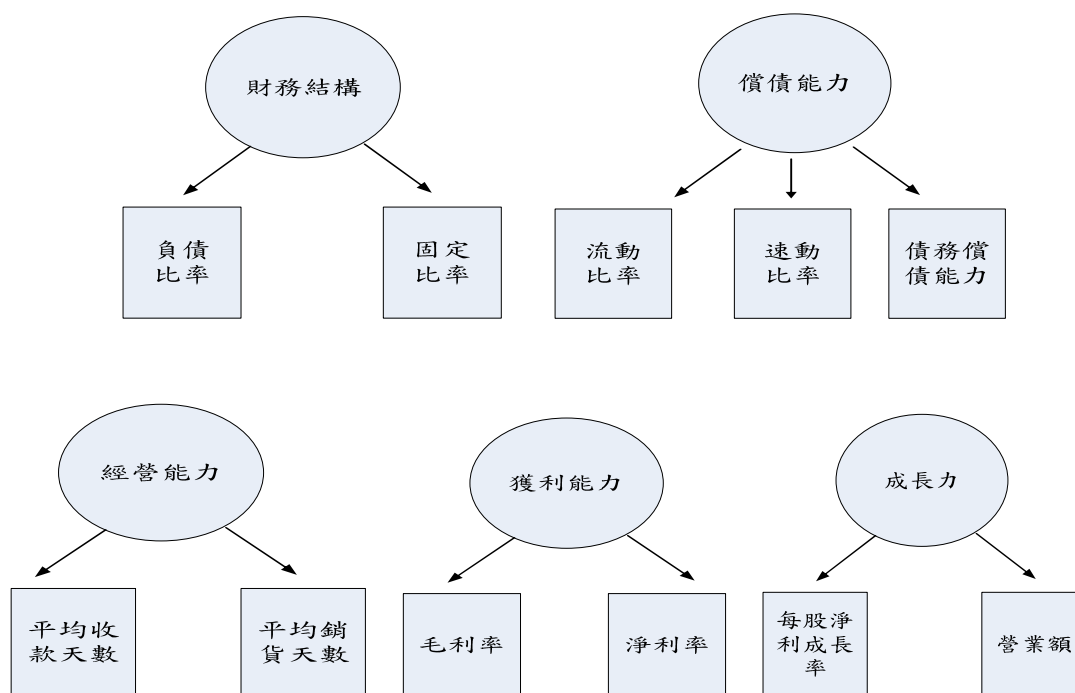 財務結構
償債能力
負債
比率
固定
比率
流動
比率
速動
比率
債務償
債能力
經營能力
獲利能力
成長力
平均收
款天數
平均銷
貨天數
毛利率
淨利率
每股淨
利成長
率
營業額